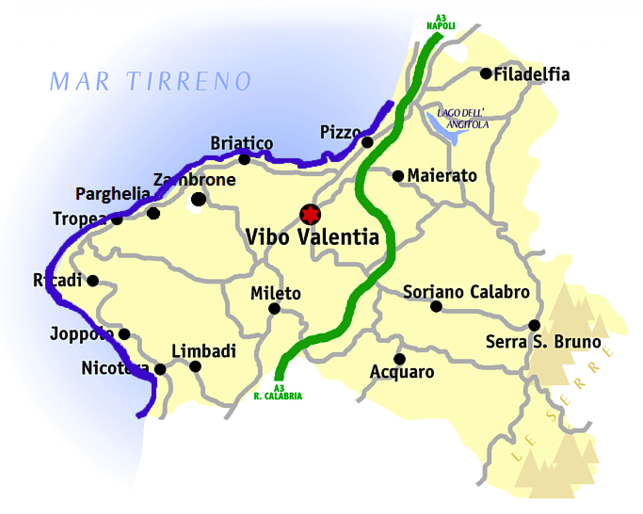 A3
NAPOLI
MAR TIRRENO
Filadelfia
LAGO DELL'
ANGITOLA
Pizzo
Briatico
Maierato
Zambrone
Parghelia
Tropea
Vibo Valentia
Ricadi
Mileto
Soriano Calabro
Joppolo
Serra S. Bruno
Limbadi
Nicotera
Acquaro
A3
R. CALABRIA
LE SERRE